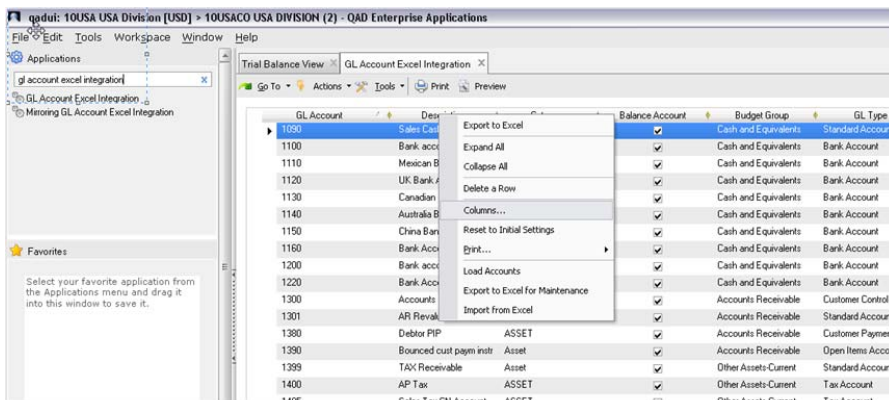 qadui: 10USA USA Division [USD] > 10USACO USA DIVISION (2) - QAD Enterprise Applications
File Edit Tools Workspace Window Help
Applications
gl account excel integration
GL Account Excel Integration
Mirroring GL Account Excel Integration
Favorites
Select your favorite application from
the Applications menu and drag it
into this window to save it.
Trial Balance View GL Account Excel Integration
Go To Actions Tools Print Preview
GL Account Balance Account Budget Group GL Type
1090 Sales Cash and Equivalents Standard
1100 Bank Cash and Equivalents Bank Account
1110 Mexican Cash and Equivalents Bank Account
1120 UK Bank Cash and Equivalents Bank Account
1130 Canadian Cash and Equivalents Bank Account
1140 Australia Cash and Equivalents Bank Account
1150 China Cash and Equivalents Bank Account
1160 Bank Cash and Equivalents Bank Account
1200 Bank Cash and Equivalents Bank Account
1220 Bank Cash and Equivalents Bank Account
1300 Accounts Accounts Receivable Customer Control
1301 AR Accounts Receivable Standard
1380 Debtor PIP ASSET Accounts Receivable Customer
1390 Bounced cust paym instr Asset Accounts Receivable Open Items
1399 TAX Receivable Asset Other Assets-Current Standard
1400 AP Tax ASSET Other Assets-Current Tax Account
Export to Excel
Expand All
Collapse All
Delete a Row
Columns...
Reset to Initial Settings
Print...
Load Accounts
Export to Excel for Maintenance
Import from Excel